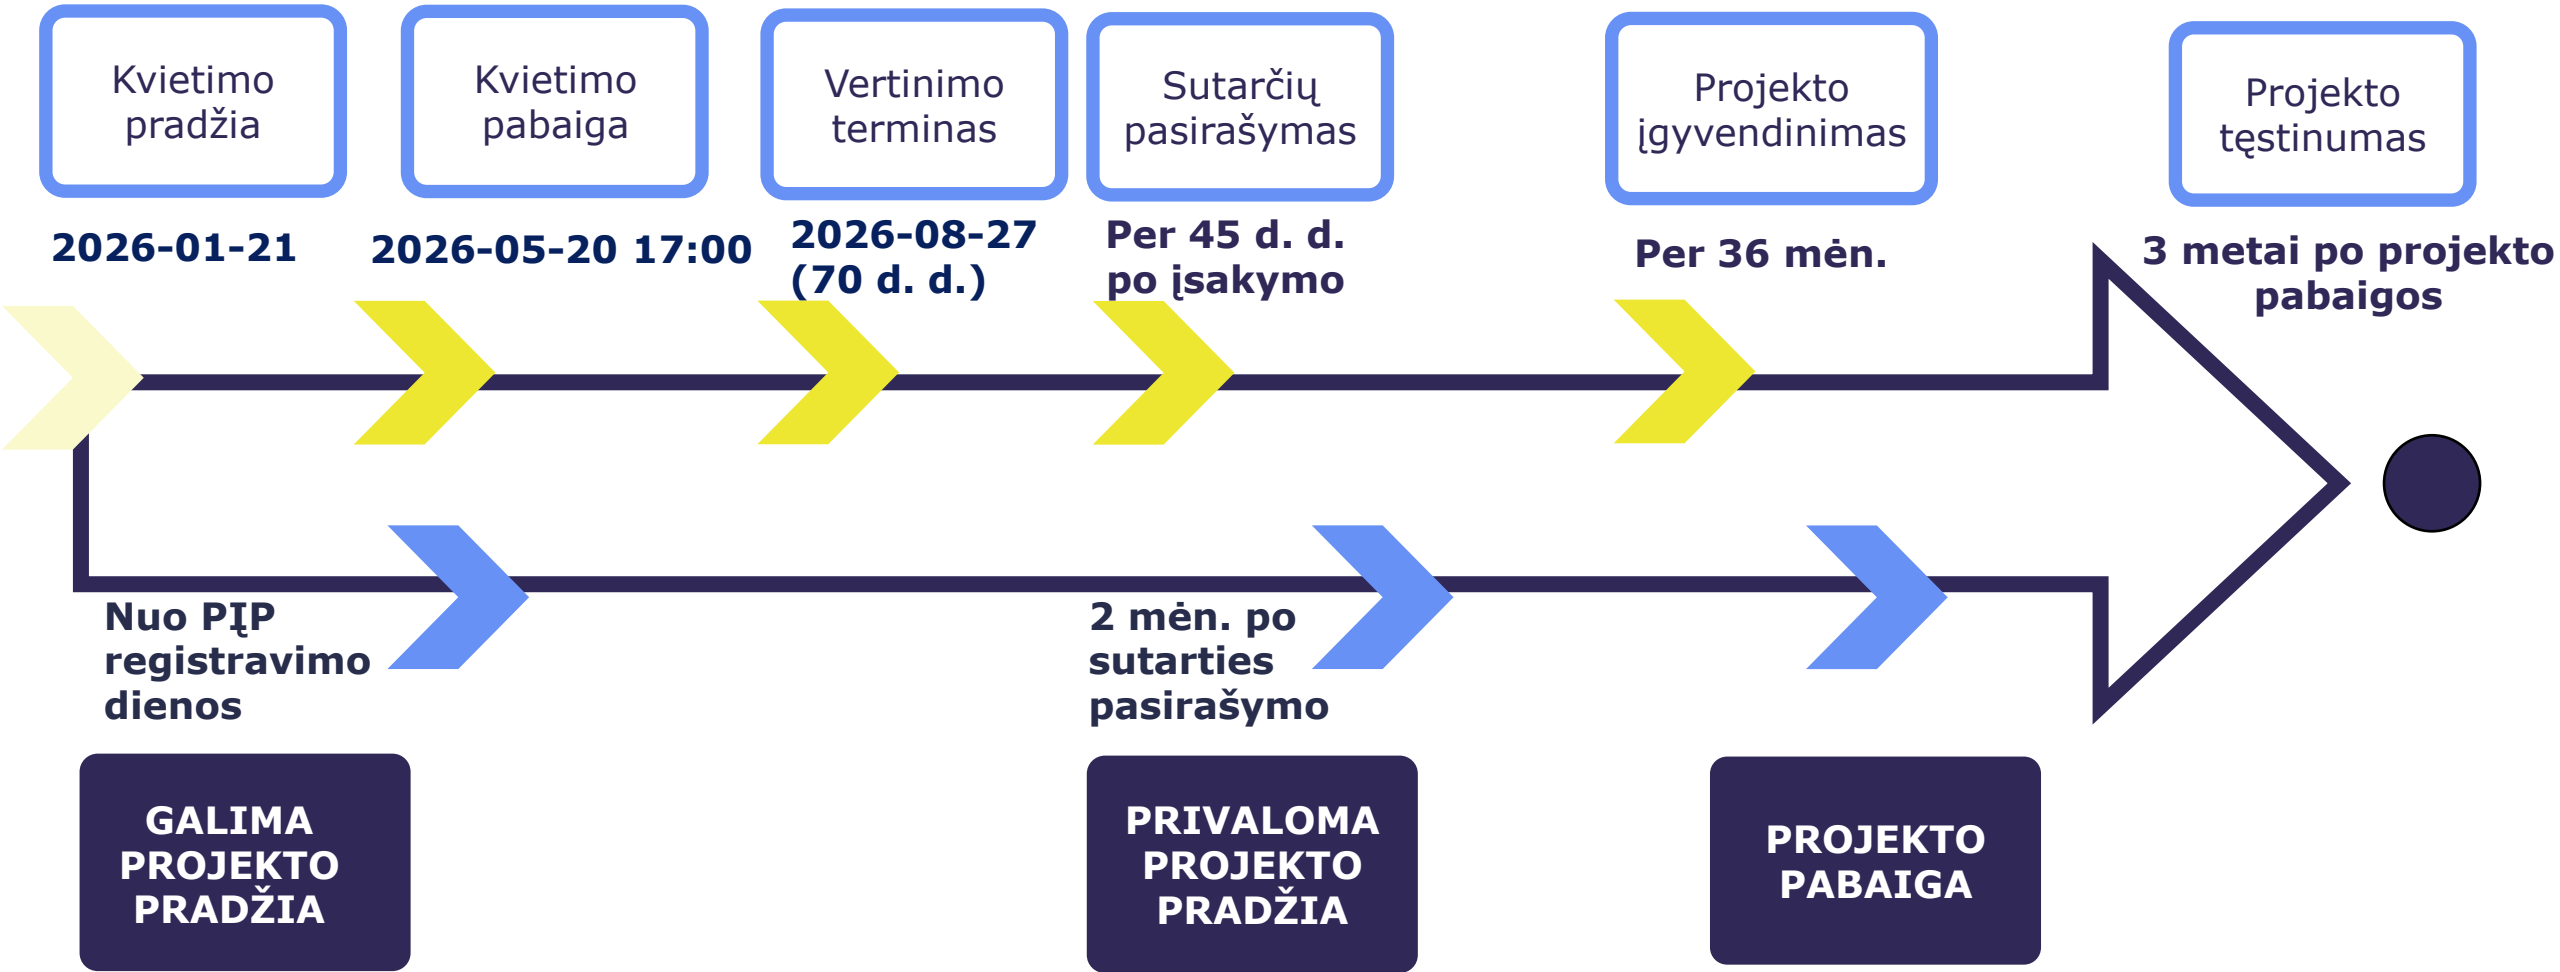 Kvietimo
pradžia
Kvietimo
pabaiga
Vertinimo
terminas
Sutarčių
pasirašymas
Projekto
įgyvendinimas
Projekto
tęstinumas
2026-01-21
2026-05-20 17:00
2026-08-27
(70 d. d.)
Per 45 d. d.
po įsakymo
Per 36 mėn.
3 metai po projekto
pabaigos
Nuo PĮP
registravimo
dienos
2 mėn. po
sutarties
pasirašymo
GALIMA
PROJEKTO
PRADŽIA
PRIVALOMA
PROJEKTO
PRADŽIA
PROJEKTO
PABAIGA